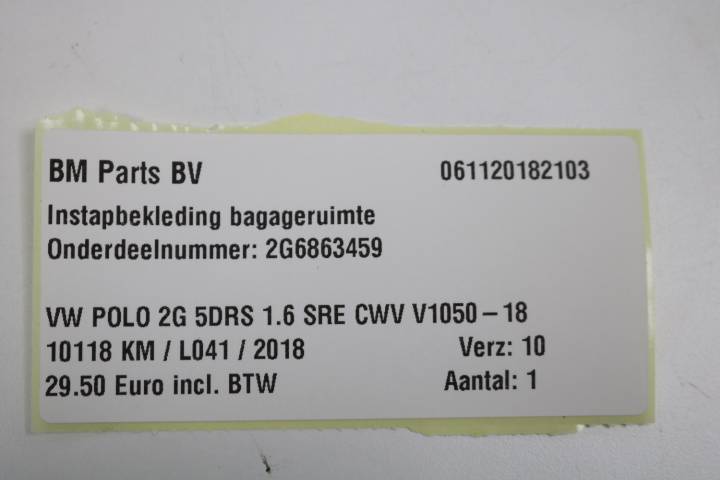 BM Parts BV 061120182103
Instapbekleding bagageruimte
Onderdeelnummer: 2G6863459
VW POLO 2G 5DRS 1.6 SRE CWV V1050-18
10118 KM / L041 / 2018 Verz: 10
29.50 Euro incl. BTW Aantal: 1